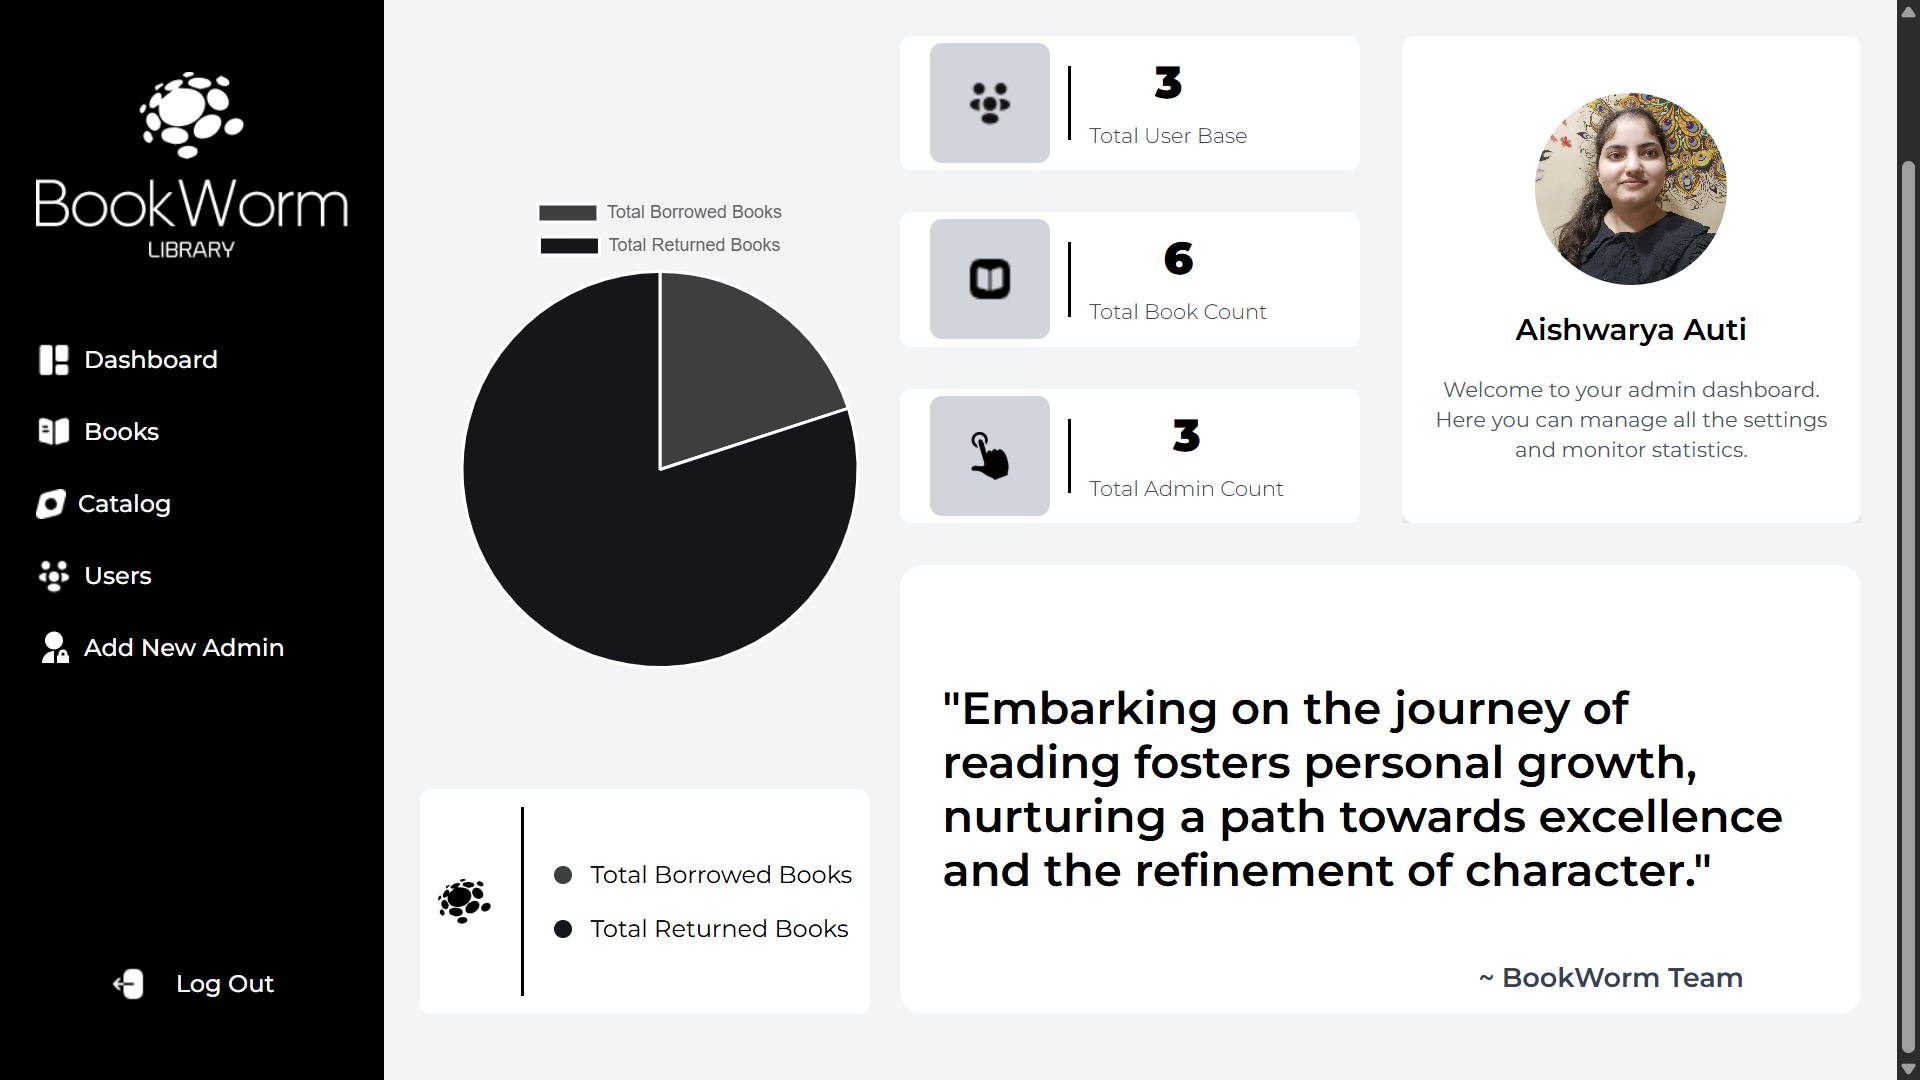 BookWorm
LIBRARY
Dashboard
Books
Catalog
Users
Add New Admin
Log Out
Total Borrowed Books
Total Returned Books
Total Borrowed Books
Total Returned Books
3
Total User Base
6
Total Book Count
3
Total Admin Count
Aishwarya Auti
Welcome to your admin dashboard.
Here you can manage all the settings
and monitor statistics.
"Embarking on the journey of
reading fosters personal growth,
nurturing a path towards excellence
and the refinement of character."
~ BookWorm Team